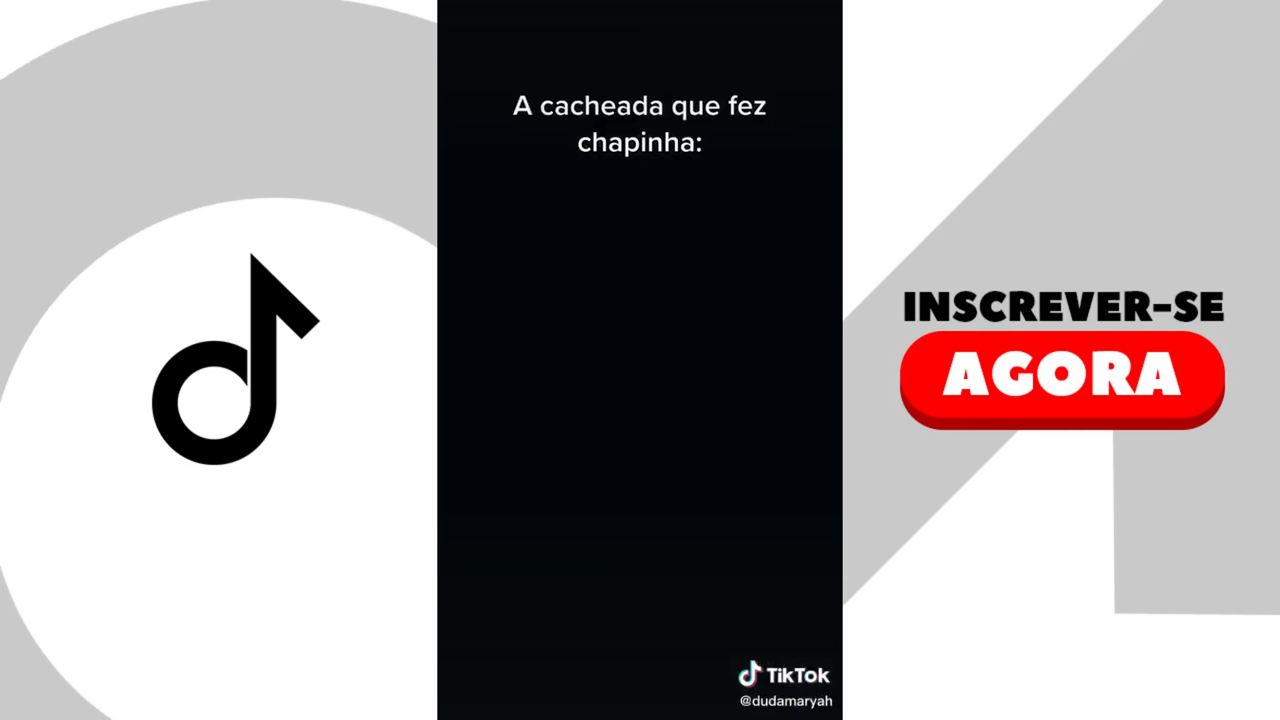 A cacheada que fez
chapinha:
INSCREVER-SE
AGORA
TikTok
@dudamaryah